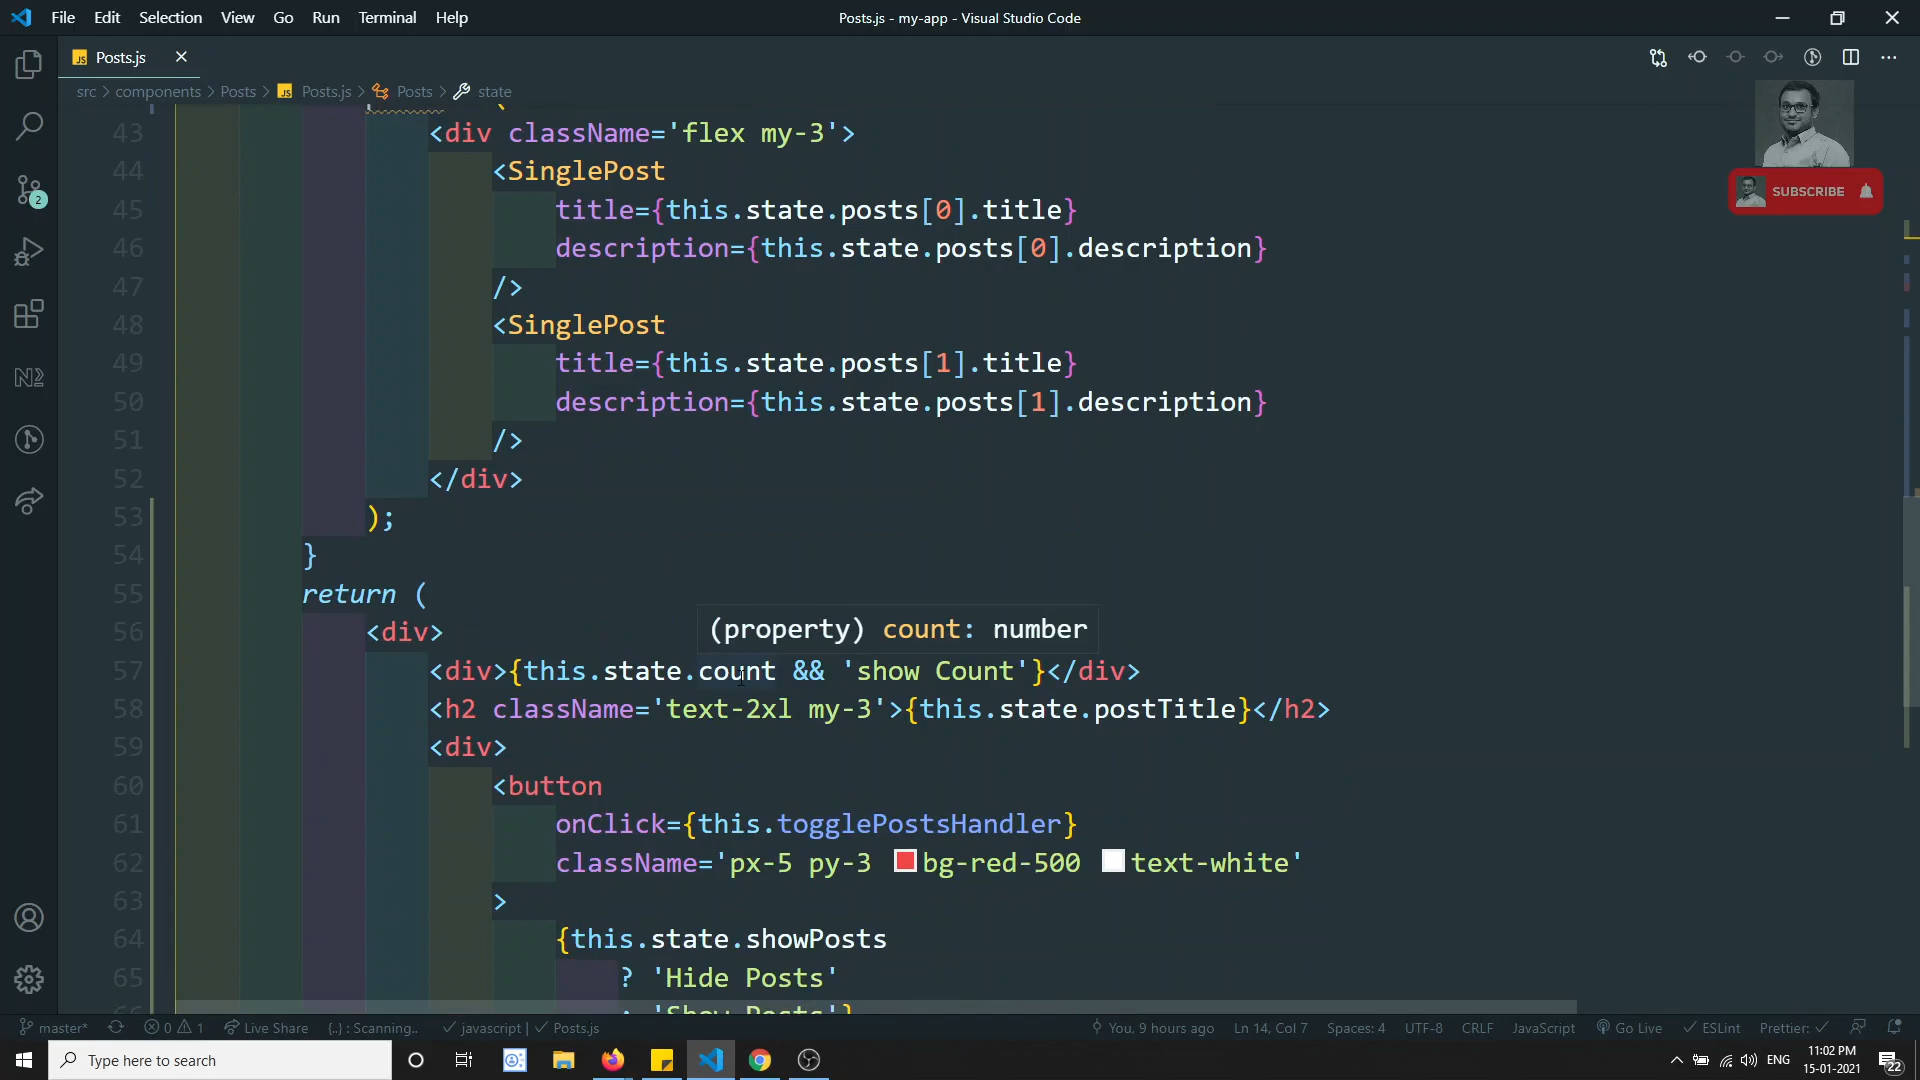 File Edit Selection View Go Run Terminal Help
Posts.js - my-app - Visual Studio Code
JS Posts.js
src > components > Posts > JS Posts.js > Posts > state
SUBSCRIBE
43 <div className='flex my-3'>
44 <SinglePost
45 title={this.state.posts[0].title}
46 description={this.state.posts[0].description}
47 />
48 <SinglePost
49 title={this.state.posts[1].title}
50 description={this.state.posts[1].description}
51 />
52 </div>
53 );
54 }
55 return (
(property) count: number
56 <div>
57 <div>{this.state.count && 'show Count'}</div>
58 <h2 className='text-2xl my-3'>{this.state.postTitle}</h2>
59 <div>
60 <button
61 onClick={this.togglePostsHandler}
62 className='px-5 py-3 bg-red-500 text-white'
63 >
64 {this.state.showPosts
65 ? 'Hide Posts'
: 'Show Posts'}
2
master* 0 1 Live Share {..} : Scanning.. javascript | Posts.js You, 9 hours ago Ln 14, Col 7 Spaces: 4 UTF-8 CRLF JavaScript Go Live ESLint Prettier:
Type here to search
ENG
11:02 PM
15-01-2021
22